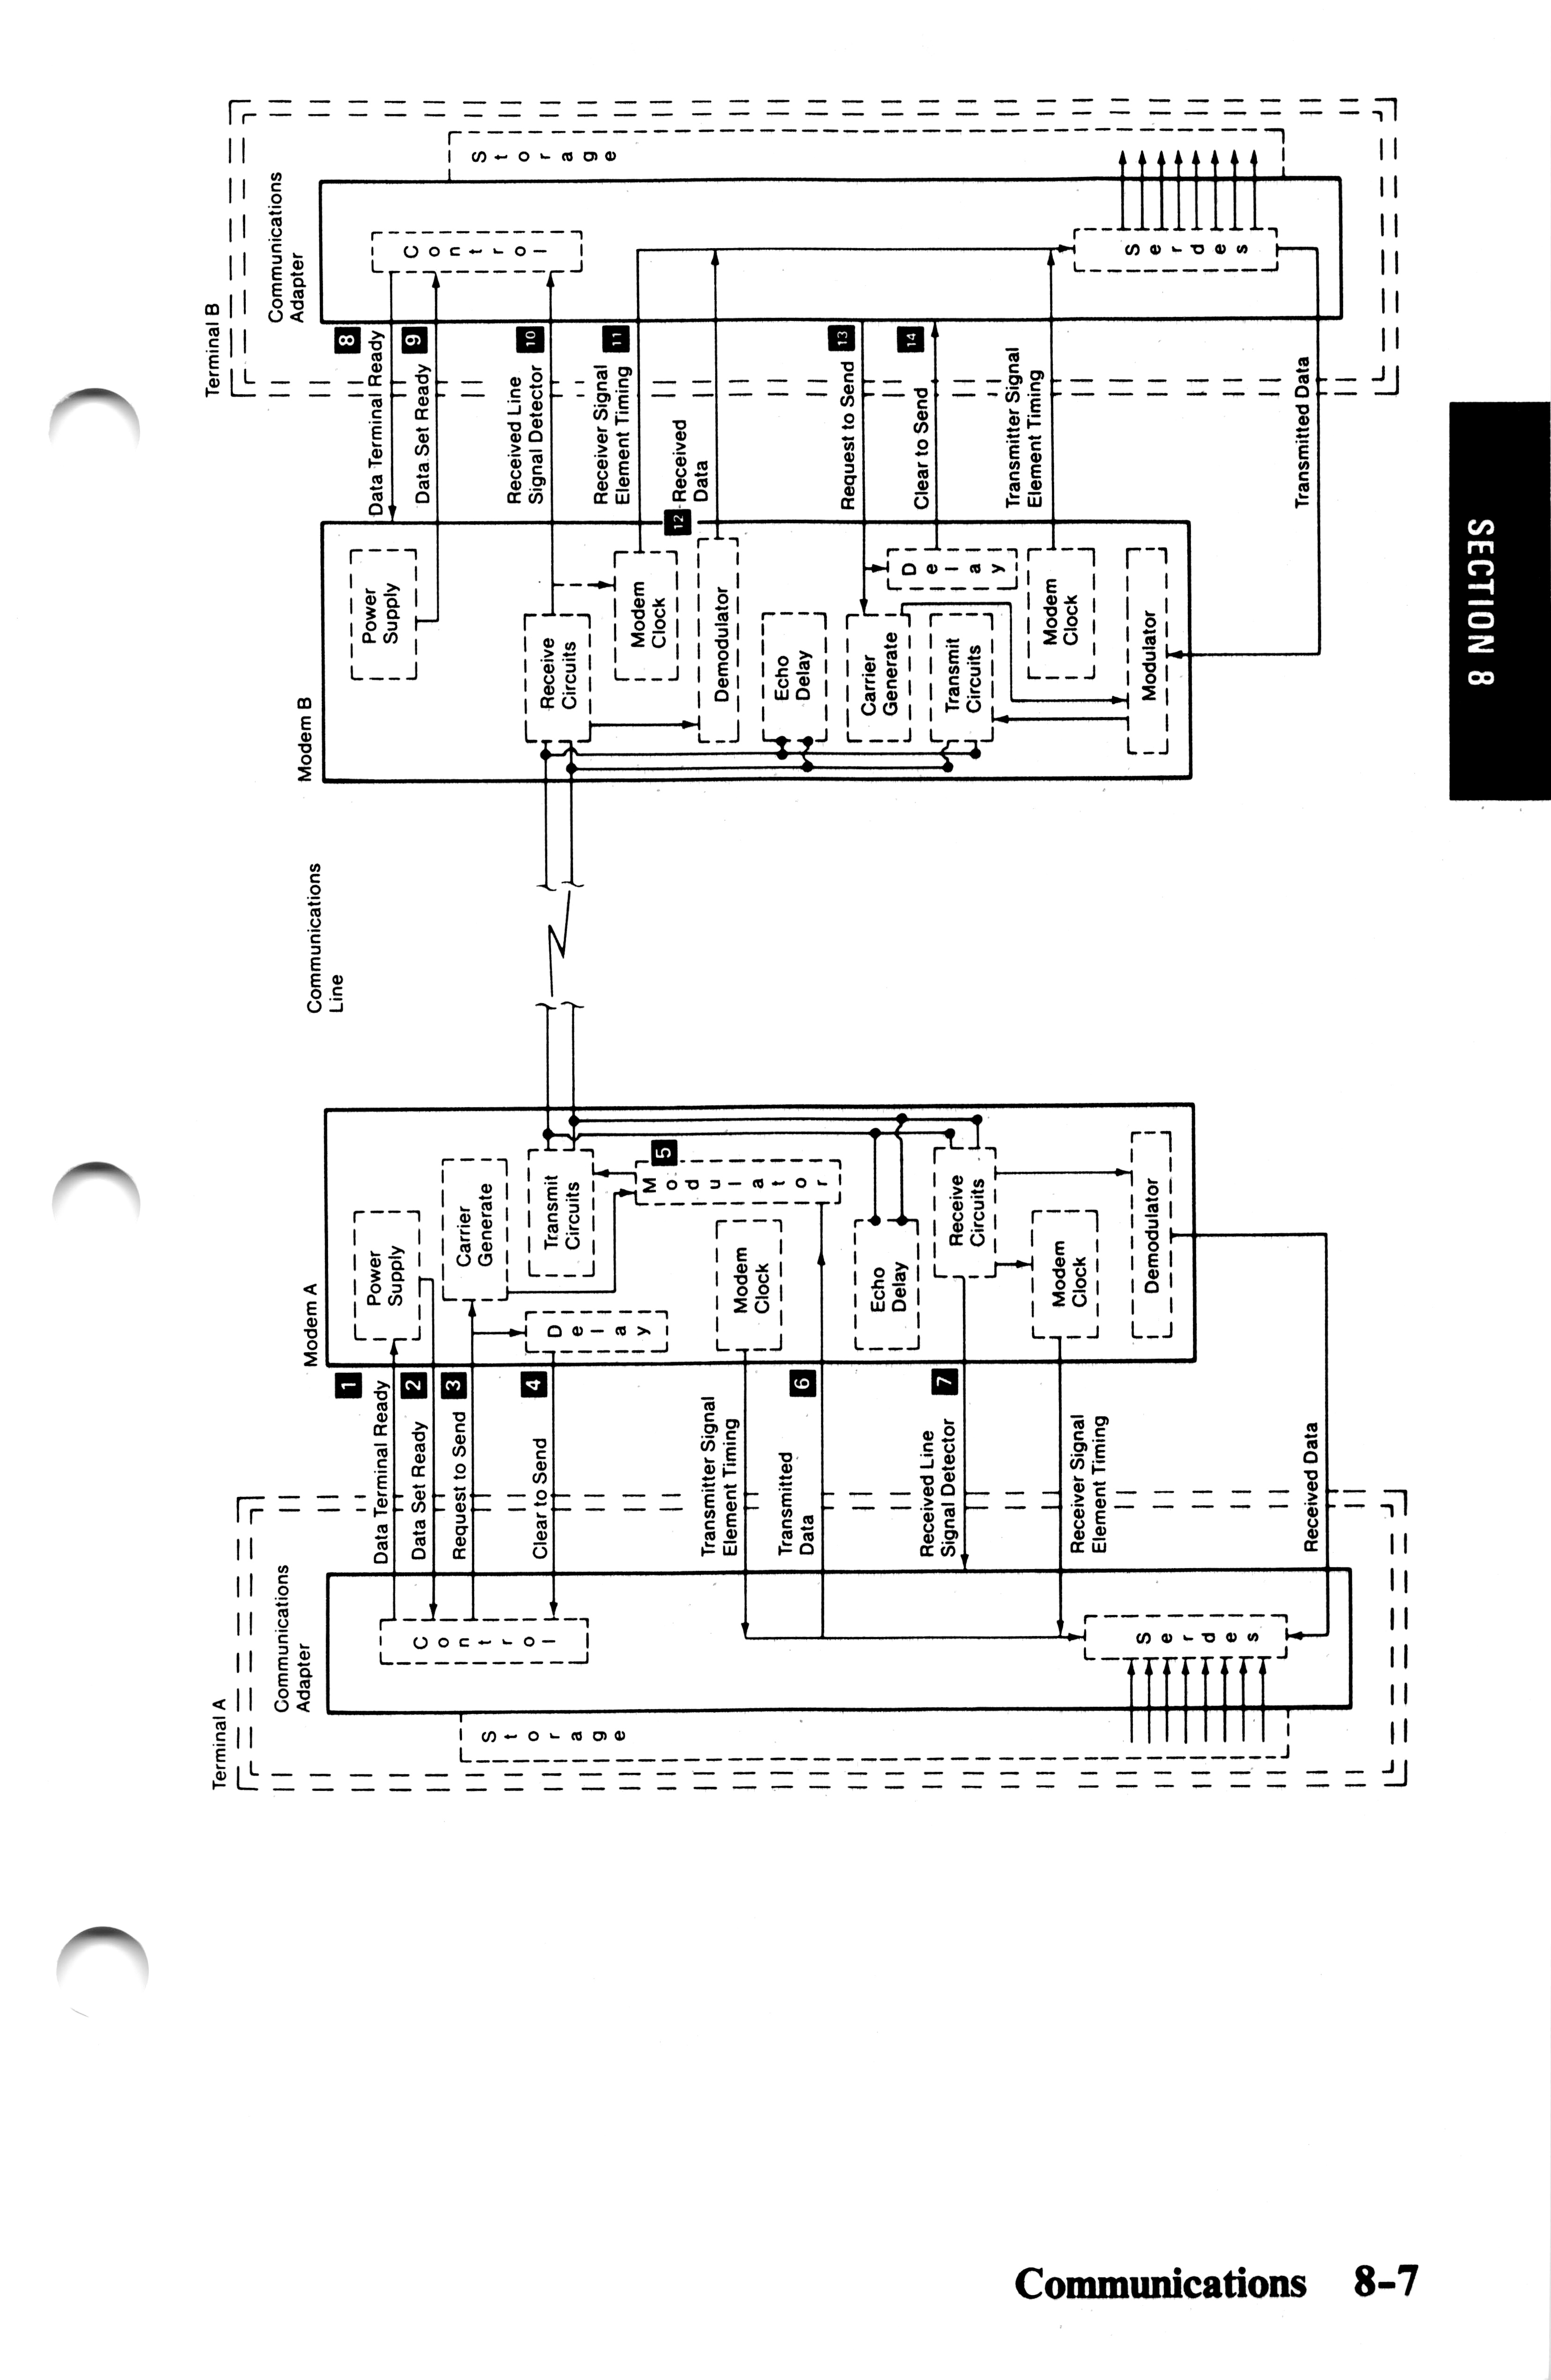 Terminal A
Communications
Adapter
Storage
Control
Serdes
1
Data Terminal Ready
2
Data Set Ready
3
Request to Send
4
Clear to Send
Transmitter Signal
Element Timing
6
Transmitted
Data
7
Received Line
Signal Detector
Receiver Signal
Element Timing
Received Data
Modem A
Power
Supply
Carrier
Generate
Delay
Transmit
Circuits
5
Modulator
Modem
Clock
Echo
Delay
Receive
Circuits
Modem
Clock
Demodulator
Communications
Line
Modem B
Power
Supply
Receive
Circuits
Modem
Clock
Demodulator
Echo
Delay
Carrier
Generate
Delay
Transmit
Circuits
Modem
Clock
Modulator
Terminal B
Communications
Adapter
8
Data Terminal Ready
9
Data Set Ready
10
Received Line
Signal Detector
11
Receiver Signal
Element Timing
12
Received
Data
13
Request to Send
14
Clear to Send
Transmitter Signal
Element Timing
Transmitted Data
Control
Serdes
Storage
SECTION 8
Communications 8-7